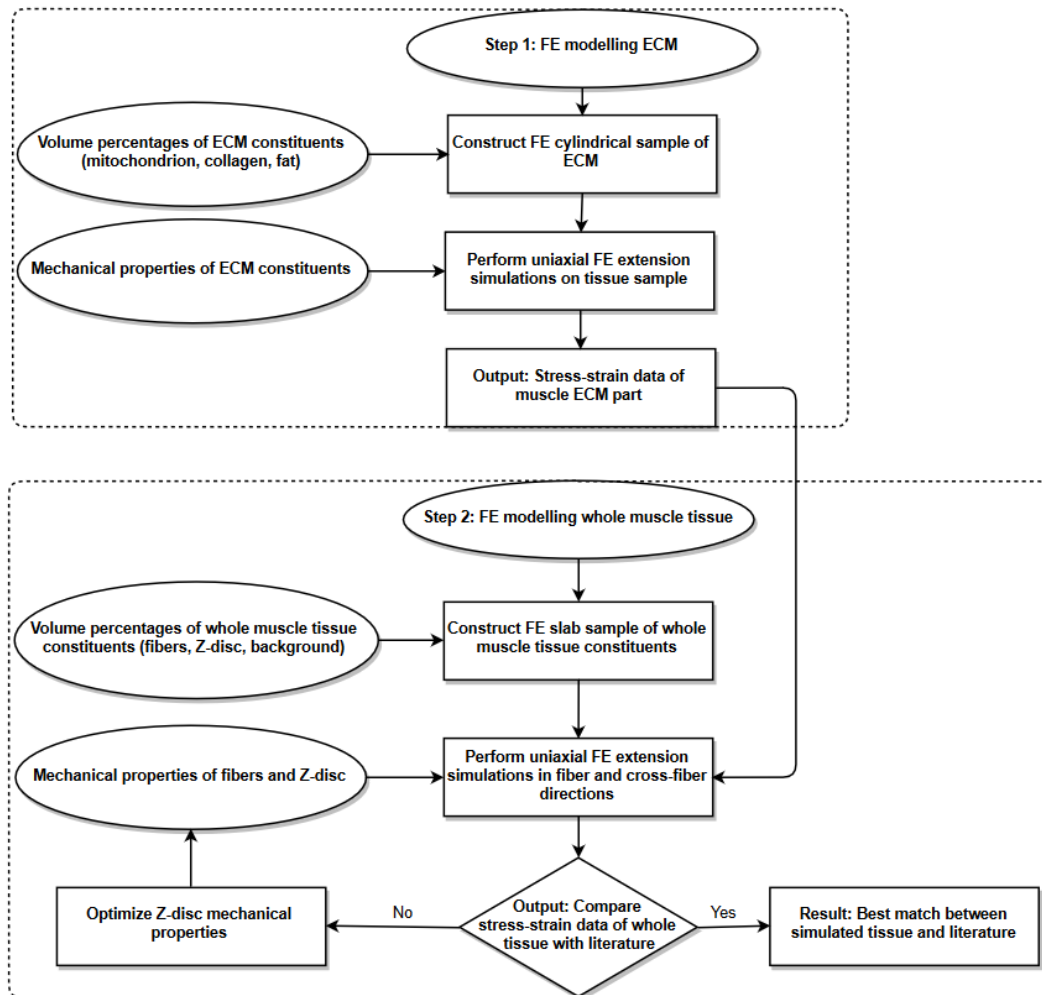 Step 1: FE modelling ECM
Volume percentages of ECM constituents
(mitochondrion, collagen, fat)
Construct FE cylindrical sample of
ECM
Mechanical properties of ECM constituents
Perform uniaxial FE extension
simulations on tissue sample
Output: Stress-strain data of
muscle ECM part
Step 2: FE modelling whole muscle tissue
Volume percentages of whole muscle tissue
constituents (fibers, Z-disc, background)
Construct FE slab sample of whole
muscle tissue constituents
Mechanical properties of fibers and Z-disc
Perform uniaxial FE extension
simulations in fiber and cross-fiber
directions
Optimize Z-disc mechanical
properties
No
Output: Compare
stress-strain data of whole
tissue with literature
Yes
Result: Best match between
simulated tissue and literature